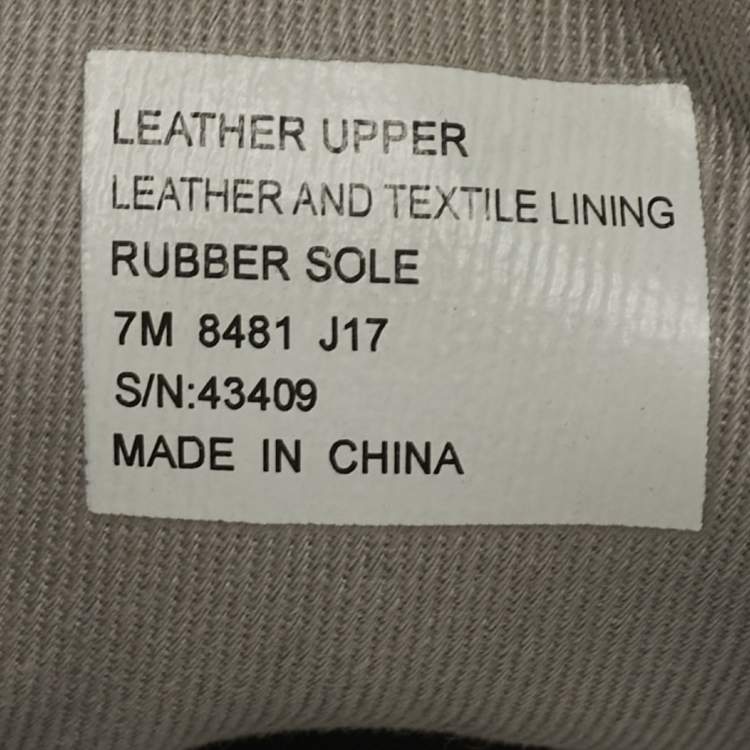 LEATHER UPPER
LEATHER AND TEXTILE LINING
RUBBER SOLE
7M 8481 J17
S/N:43409
MADE IN CHINA